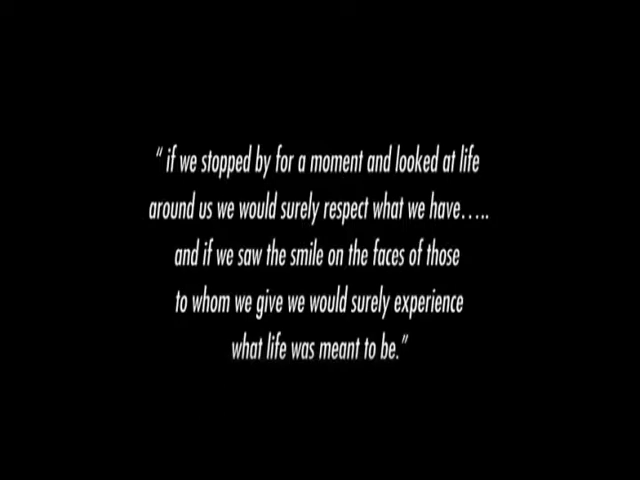 “ if we stopped by for a moment and looked at life
around us we would surely respect what we have.....
and if we saw the smile on the faces of those
to whom we give we would surely experience
what life was meant to be.”